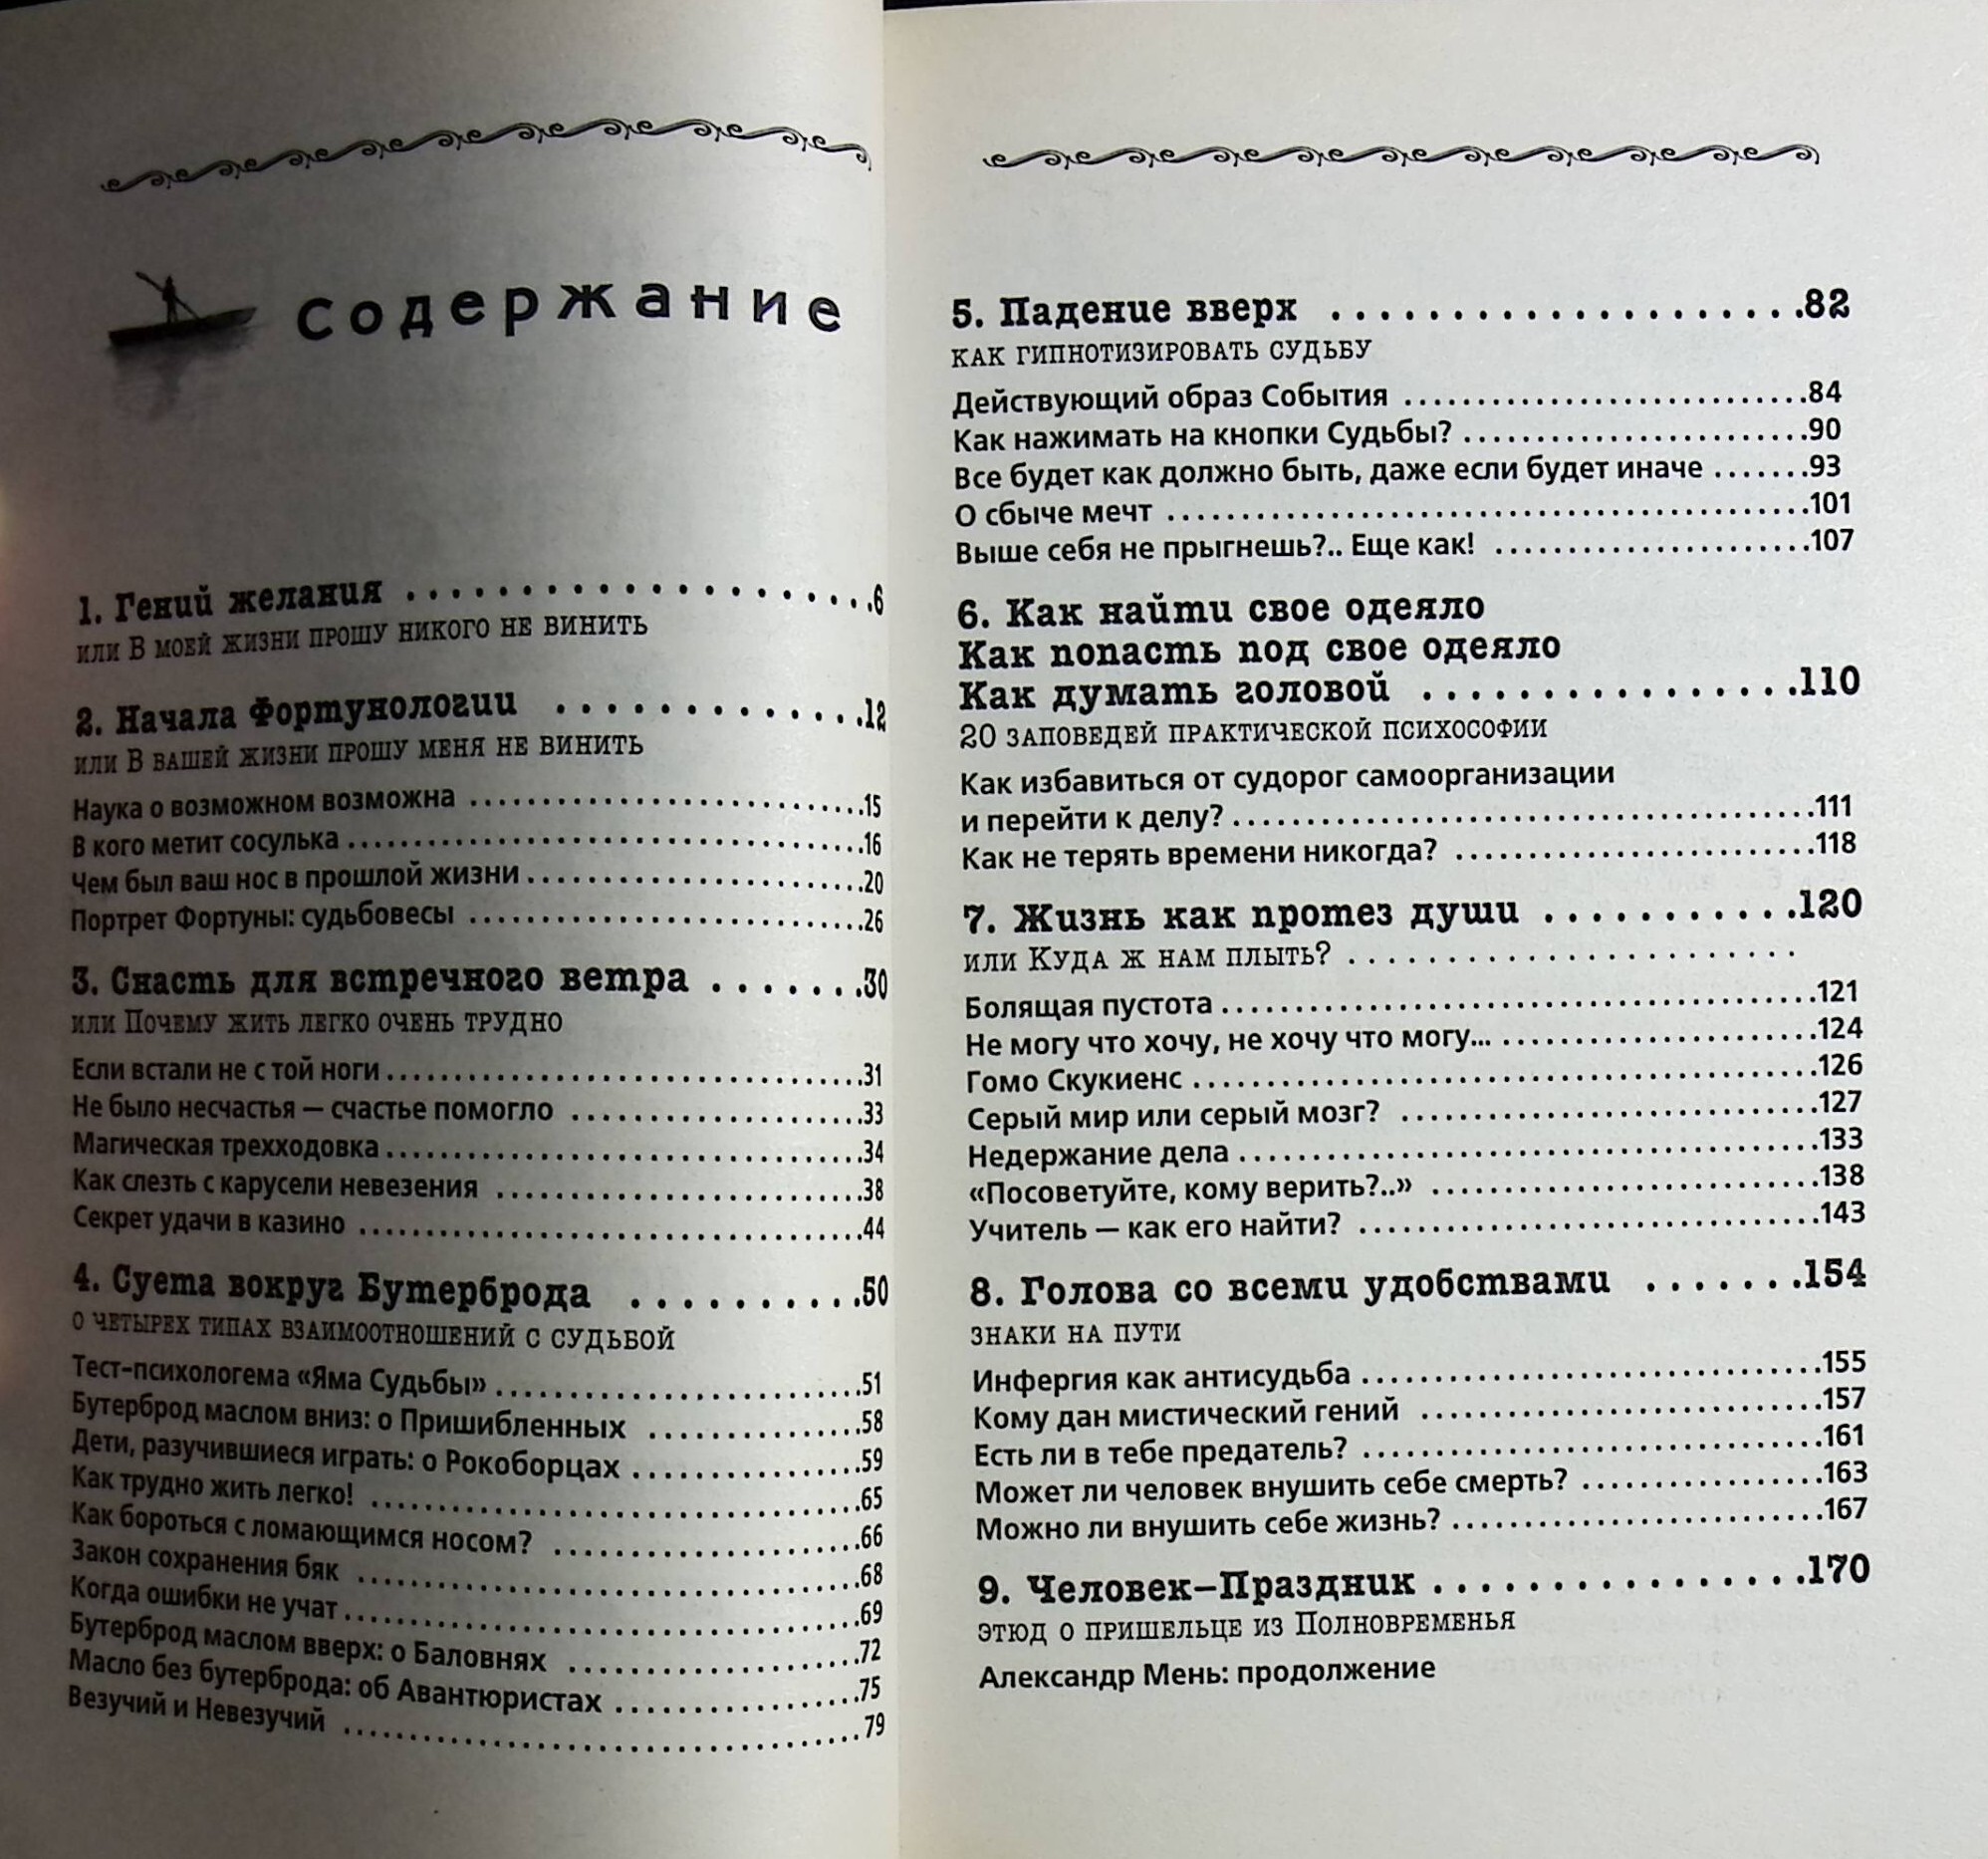 Содержание
1. Гений желания ....................6
или В моей жизни прошу никого не винить
2. Начала Фортунологии ..............12
или В вашей жизни прошу меня не винить
Наука о возможном возможна ...........................15
В кого метит сосулька ...................................16
Чем был ваш нос в прошлой жизни .......................20
Портрет Фортуны: судьбовесы ...........................26
3. Снасть для встречного ветра .......30
или Почему жить легко очень трудно
Если встали не с той ноги .................................31
Не было несчастья — счастье помогло ....................33
Магическая трехходовка .................................34
Как слезть с карусели невезения .........................38
Секрет удачи в казино ...................................44
4. Суета вокруг Бутерброда ..........50
о четырех типах взаимоотношений с судьбой
Тест-психологема «Яма Судьбы» .........................51
Бутерброд маслом вниз: о Пришибленных ...............58
Дети, разучившиеся играть: о Рокоборцах ................59
Как трудно жить легко! ..................................65
Как бороться с ломающимся носом? .....................66
Закон сохранения бяк ...................................68
Когда ошибки не учат ...................................69
Бутерброд маслом вверх: о Баловнях ....................72
Масло без бутерброда: об Авантюристах .................75
Везучий и Невезучий ....................................79
5. Падение вверх ....................82
как гипнотизировать судьбу
Действующий образ События ............................84
Как нажимать на кнопки Судьбы? ........................90
Все будет как должно быть, даже если будет иначе .......93
О сбыче мечт ............................................101
Выше себя не прыгнешь?.. Еще как! ......................107
6. Как найти свое одеяло
Как попасть под свое одеяло
Как думать головой ................110
20 заповедей практической психософии
Как избавиться от судорог самоорганизации
и перейти к делу? ........................................111
Как не терять времени никогда? .........................118
7. Жизнь как протез души ...........120
или Куда ж нам плыть? .......................
Болящая пустота .........................................121
Не могу что хочу, не хочу что могу... ......................124
Гомо Скукиенс ...........................................126
Серый мир или серый мозг? .............................127
Недержание дела ........................................133
«Посоветуйте, кому верить?..» ...........................138
Учитель — как его найти? ................................143
8. Голова со всеми удобствами .......154
знаки на пути
Инфергия как антисудьба ................................155
Кому дан мистический гений ............................157
Есть ли в тебе предатель? ................................161
Может ли человек внушить себе смерть? .................163
Можно ли внушить себе жизнь? ..........................167
9. Человек–Праздник ................170
этюд о пришельце из Полновременья
Александр Мень: продолжение